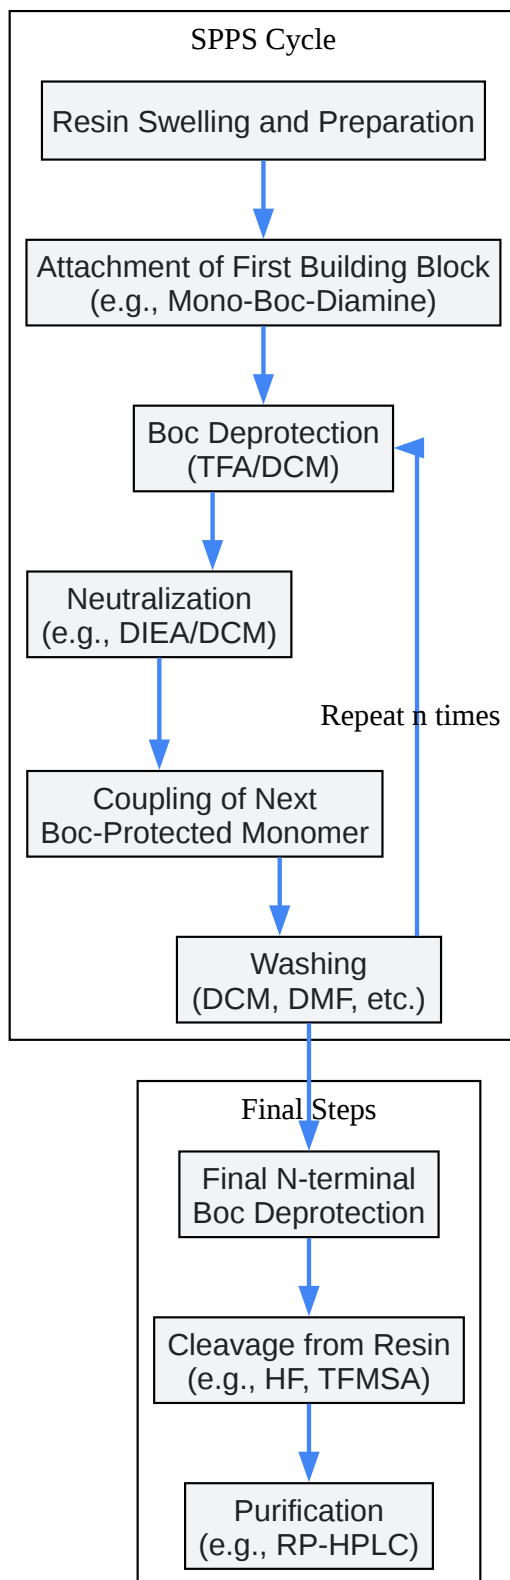 SPPS Cycle
Resin Swelling and Preparation
Attachment of First Building Block
(e.g., Mono-Boc-Diamine)
Boc Deprotection
(TFA/DCM)
Neutralization
(e.g., DIEA/DCM)
Repeat n times
Coupling of Next
Boc-Protected Monomer
Washing
(DCM, DMF, etc.)
Final Steps
Final N-terminal
Boc Deprotection
Cleavage from Resin
(e.g., HF, TFMSA)
Purification
(e.g., RP-HPLC)